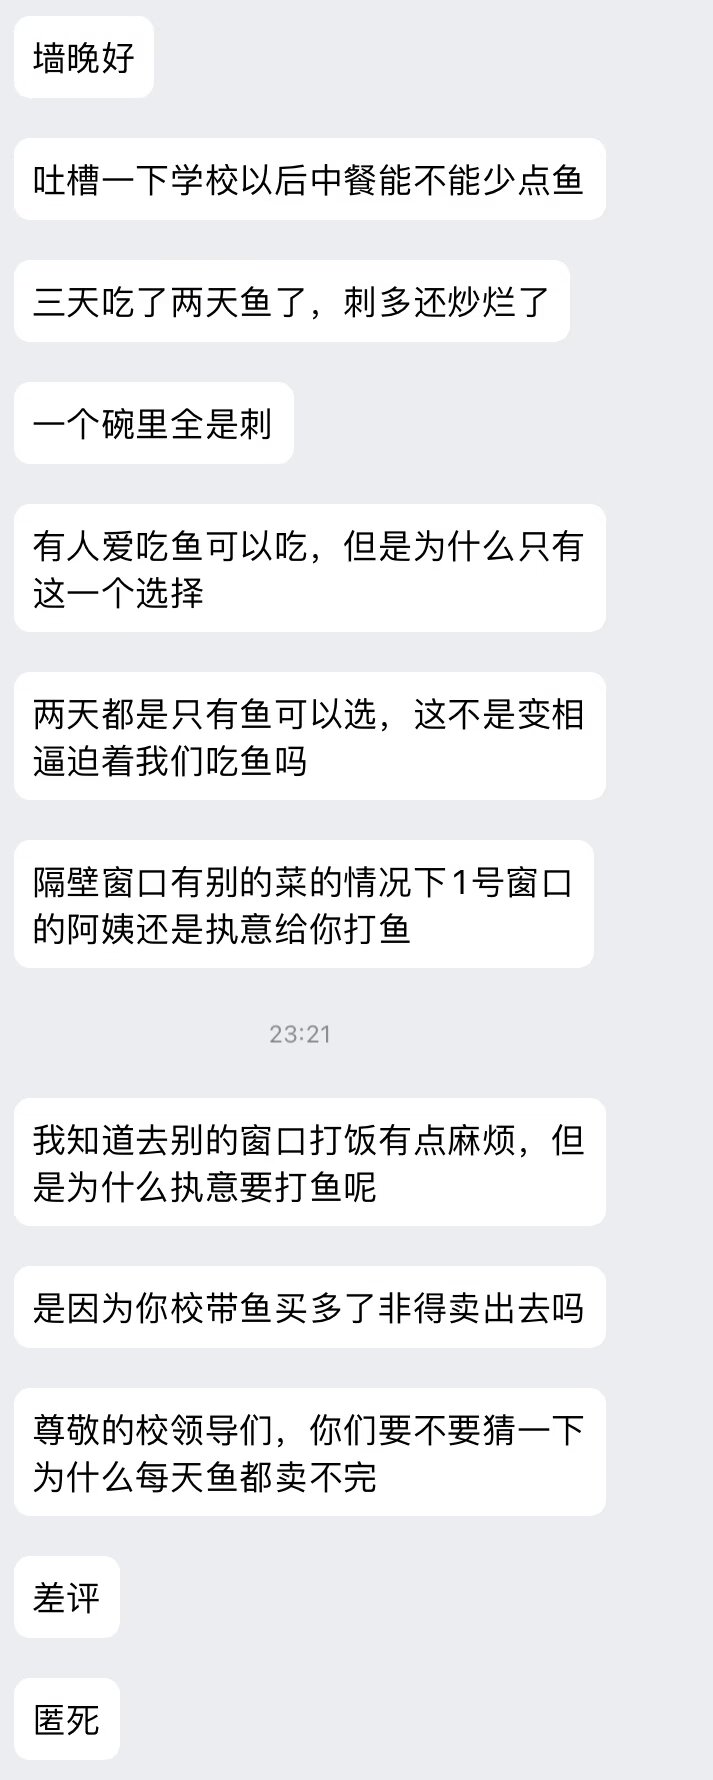 墙晚好
吐槽一下学校以后中餐能不能少点鱼
三天吃了两天鱼了，刺多还炒烂了
一个碗里全是刺
有人爱吃鱼可以吃，但是为什么只有
这一个选择
两天都是只有鱼可以选，这不是变相
逼迫着我们吃鱼吗
隔壁窗口有别的菜的情况下1号窗口
的阿姨还是执意给你打鱼
23:21
我知道去别的窗口打饭有点麻烦，但
是为什么执意要打鱼呢
是因为你校带鱼买多了非得卖出去吗
尊敬的校领导们，你们要不要猜一下
为什么每天鱼都卖不完
差评
匿死